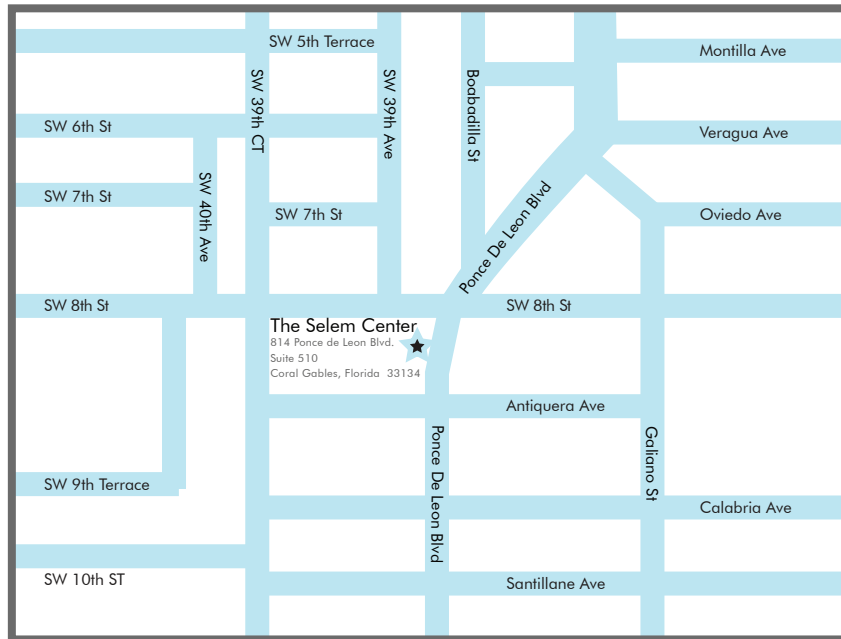 SW 5th Terrace
Montilla Ave
SW 39th CT
SW 39th Ave
Boabadilla St
SW 6th St
Veragua Ave
SW 7th St
SW 40th Ave
SW 7th St
Ponce De Leon Blvd
Oviedo Ave
SW 8th St
SW 8th St
The Selem Center
814 Ponce de Leon Blvd.
Suite 510
Coral Gables, Florida 33134
Antiquera Ave
Ponce De Leon Blvd
Galiano St
SW 9th Terrace
Calabria Ave
SW 10th ST
Santillane Ave